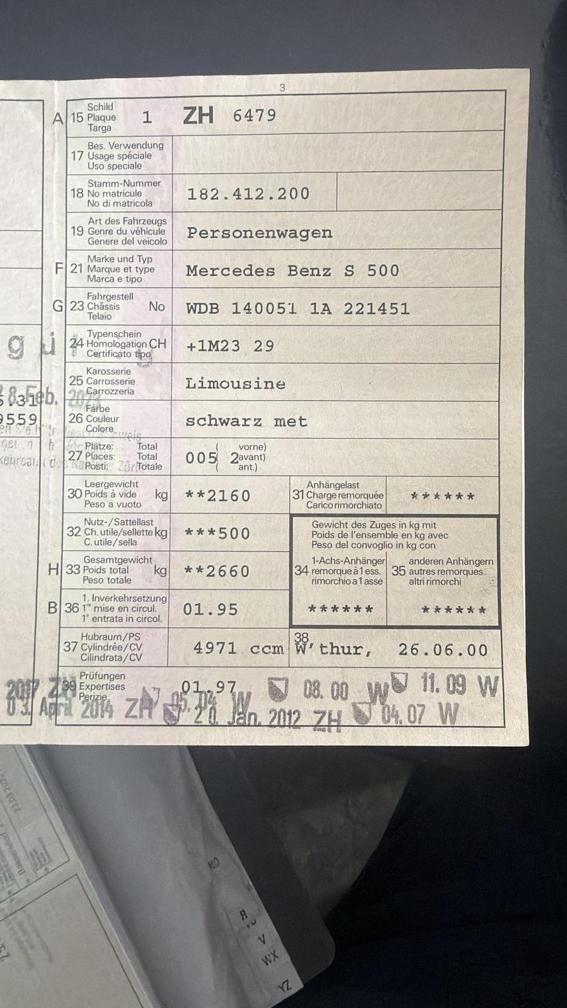 3
A 15 Schild Plaque Targa 1 ZH 6479
17 Bes. Verwendung Usage spéciale Uso speciale
18 Stamm-Nummer No matricule No di matricola 182.412.200
19 Art des Fahrzeugs Genre du véhicule Genere del veicolo Personenwagen
F 21 Marke und Typ Marque et type Marca e tipo Mercedes Benz S 500
G 23 Fahrgestell Châssis Telaio No WDB 140051 1A 221451
24 Typenschein Homologation CH Certificato tipo +1M23 29
25 Karosserie Carrosserie Carrozzeria Limousine
26 Farbe Couleur Colore schwarz met
27 Plätze: Total Places: Total Posti: Totale 005 ( 2 vorne) avant) ant.)
30 Leergewicht Poids à vide kg Peso a vuoto **2160
31 Anhängelast Charge remorquée Carico rimorchiato ******
32 Nutz-/Sattellast Ch. utile/sellette kg C. utile/sella ***500
Gewicht des Zuges in kg mit
Poids de l'ensemble en kg avec
Peso del convoglio in kg con
H 33 Gesamtgewicht Poids total kg Peso totale **2660
34 1-Achs-Anhänger remorque à 1 ess. rimorchio a 1 asse ******
35 anderen Anhängern autres remorques altri rimorchi ******
B 36 1. Inverkehrsetzung 1re mise en circul. 1a entrata in circol. 01.95
37 Hubraum/PS Cylindrée/CV Cilindrata/CV 4971 ccm
38 W'thur, 26.06.00
39 Prüfungen Expertises Perizie 01.97
08.00 W
11.09 W
03. April 2014 ZH
20. Jan. 2012 ZH
04.07 W
9559
R
V
WX
YZ